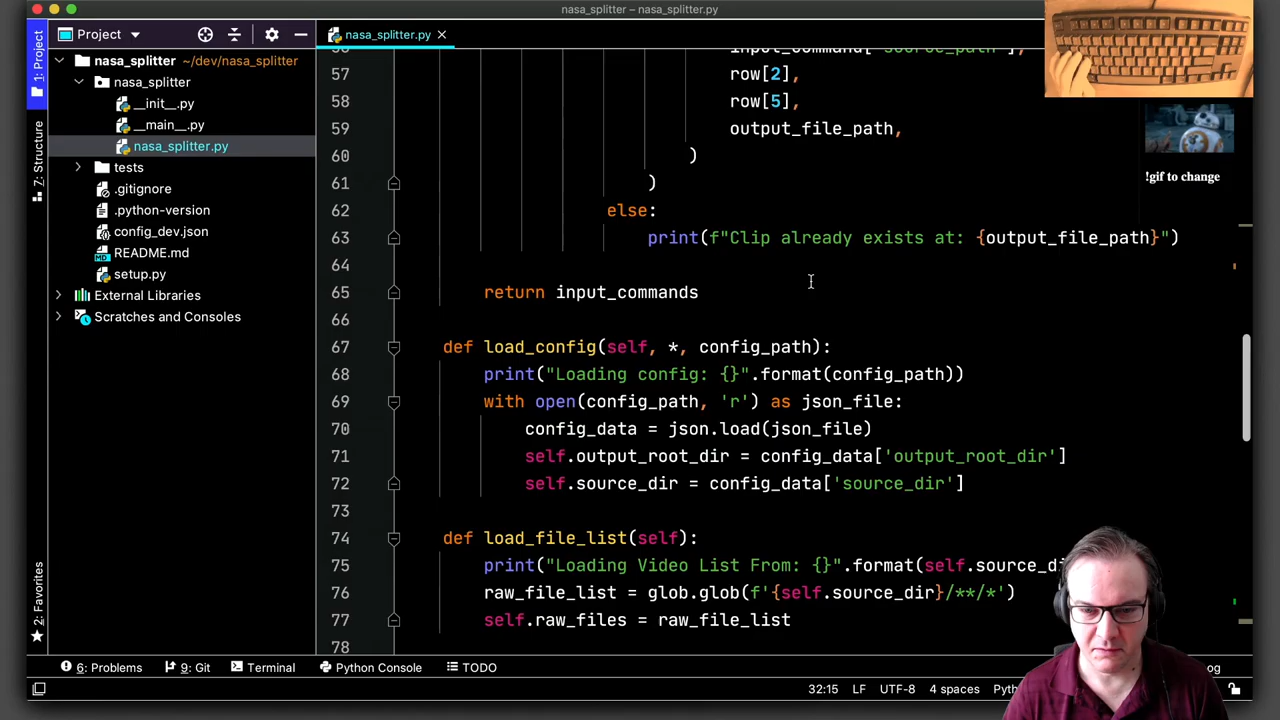 nasa_splitter – nasa_splitter.py
1: Project
Project
nasa_splitter.py
nasa_splitter ~/dev/nasa_splitter
nasa_splitter
__init__.py
__main__.py
nasa_splitter.py
tests
.gitignore
.python-version
config_dev.json
README.md
setup.py
External Libraries
Scratches and Consoles
7: Structure
2: Favorites
57 row[2],
58 row[5],
59 output_file_path,
60 )
61 )
62 else:
63 print(f"Clip already exists at: {output_file_path}")
64
65 return input_commands
66
67 def load_config(self, *, config_path):
68 print("Loading config: {}".format(config_path))
69 with open(config_path, 'r') as json_file:
70 config_data = json.load(json_file)
71 self.output_root_dir = config_data['output_root_dir']
72 self.source_dir = config_data['source_dir']
73
74 def load_file_list(self):
75 print("Loading Video List From: {}".format(self.source_di
76 raw_file_list = glob.glob(f'{self.source_dir}/**/*')
77 self.raw_files = raw_file_list
78
!gif to change
6: Problems
9: Git
Terminal
Python Console
TODO
32:15
LF
UTF-8
4 spaces